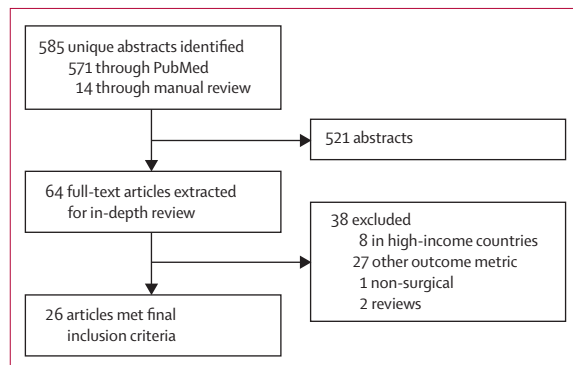 585 unique abstracts identified
571 through PubMed
14 through manual review
521 abstracts
64 full-text articles extracted
for in-depth review
38 excluded
8 in high-income countries
27 other outcome metric
1 non-surgical
2 reviews
26 articles met final
inclusion criteria